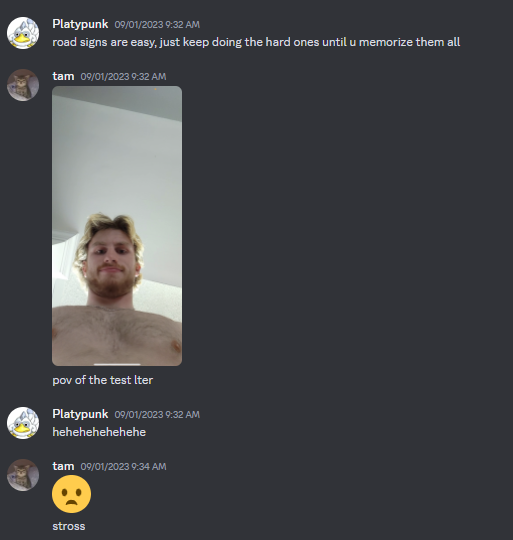 Platypunk 09/01/2023 9:32 AM
road signs are easy, just keep doing the hard ones until u memorize them all
tam 09/01/2023 9:32 AM
pov of the test lter
Platypunk 09/01/2023 9:32 AM
hehehehehehehe
tam 09/01/2023 9:34 AM
stross